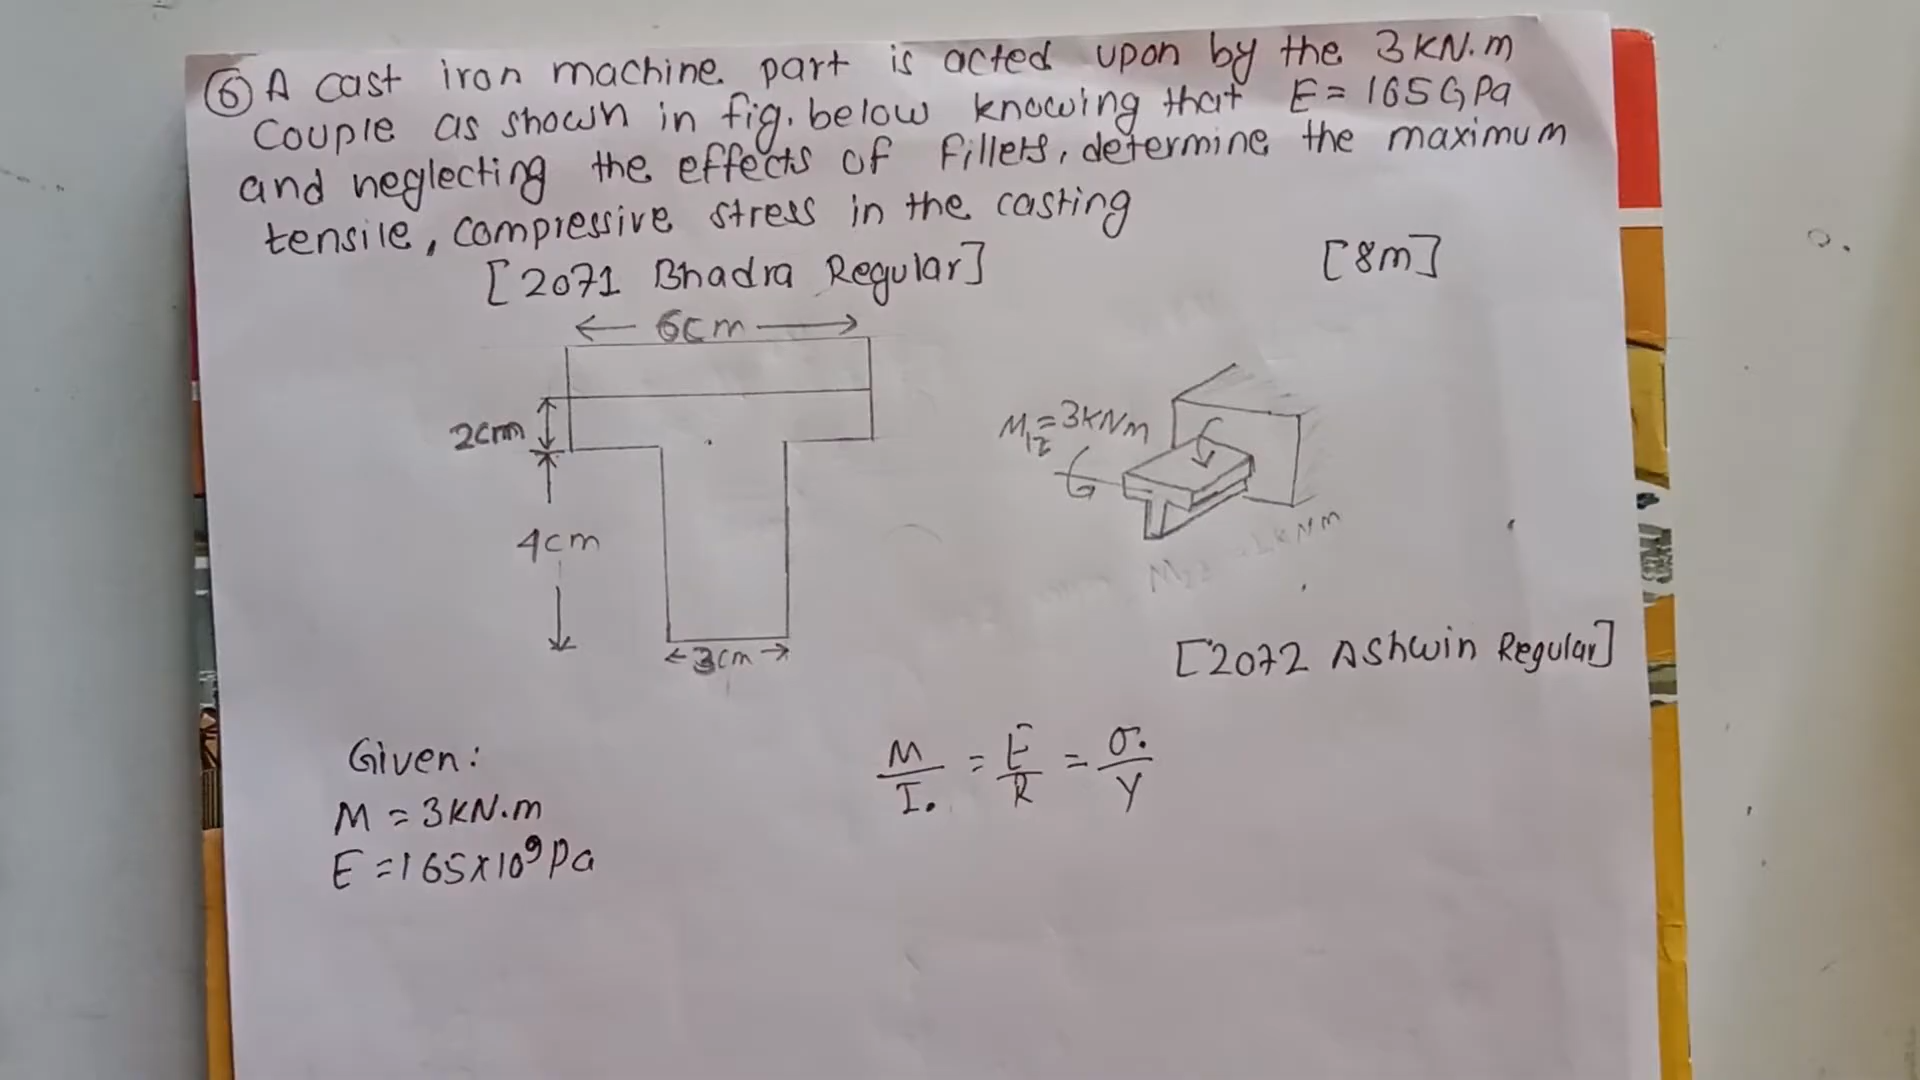 ⑥ A cast iron machine part is acted upon by the 3KN.m
Couple as shown in fig. below knowing that E = 165GPa
and neglecting the effects of fillets, determine the maximum
tensile, compressive stress in the casting
[2071 Bhadra Regular] [8m]
6cm
2cm
4cm
3cm
M12=3KNm
[2072 Ashwin Regular]
Given:
M = 3KN.m
E = 165x10⁹ Pa
M/I. = E/R = σ./Y